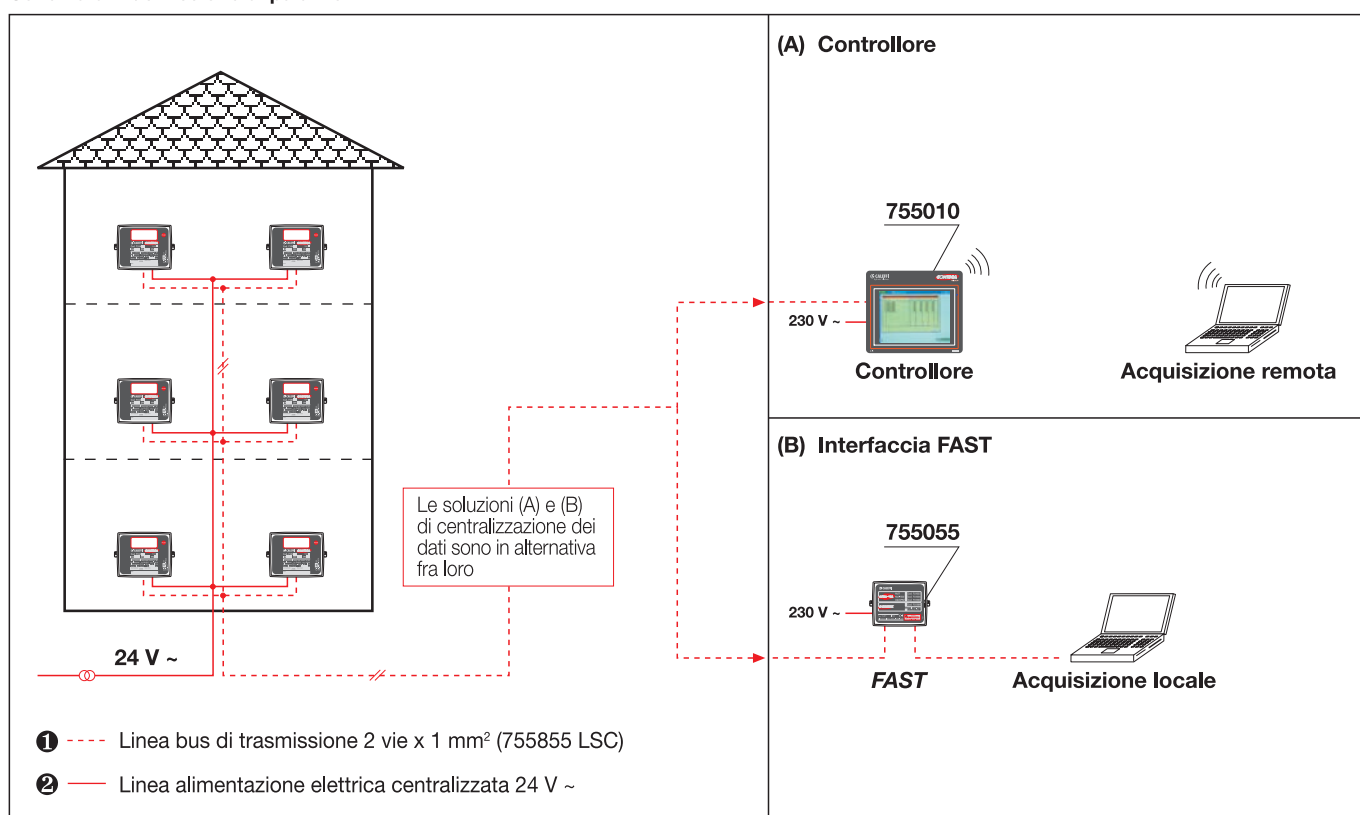 (A) Controllore
755010
230 V ~
Controllore
Acquisizione remota
Le soluzioni (A) e (B)
di centralizzazione dei
dati sono in alternativa
fra loro
(B) Interfaccia FAST
755055
230 V ~
FAST
Acquisizione locale
24 V ~
❶ Linea bus di trasmissione 2 vie x 1 mm² (755855 LSC)
❷ Linea alimentazione elettrica centralizzata 24 V ~